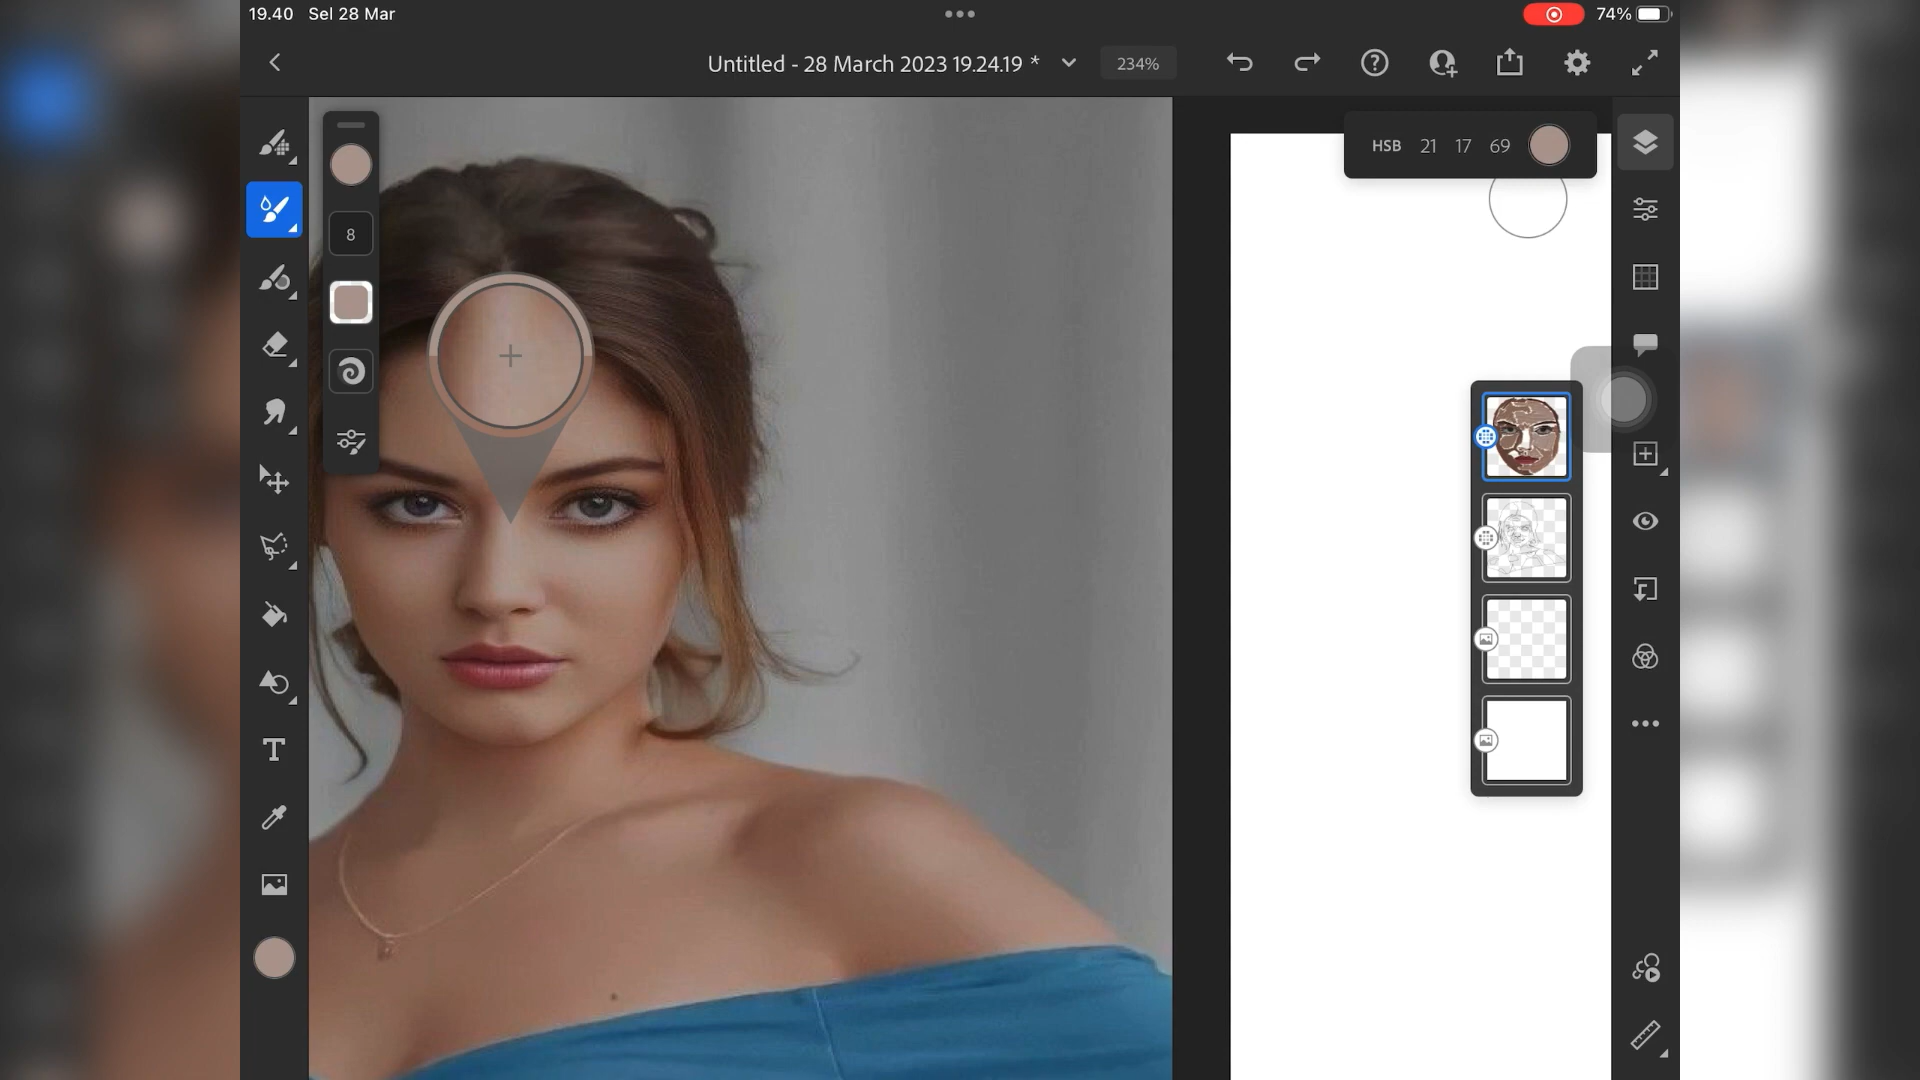 19.40 Sel 28 Mar
74%
Untitled - 28 March 2023 19.24.19 *
234%
HSB 21 17 69
8
T